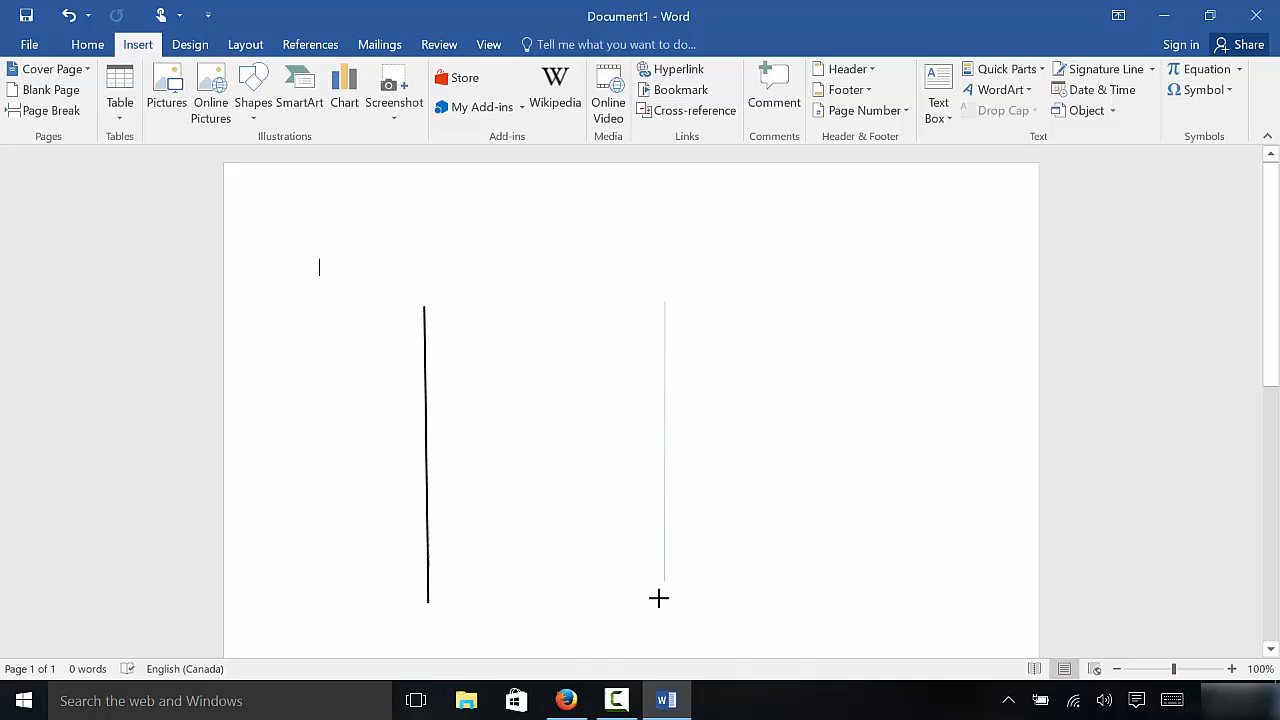 Document1 - Word
File Home Insert Design Layout References Mailings Review View Tell me what you want to do... Sign in Share
Cover Page
Blank Page
Page Break
Pages
Table
Tables
Pictures
Online Pictures
Shapes
SmartArt
Chart
Screenshot
Illustrations
Store
My Add-ins
Wikipedia
Add-ins
Online Video
Media
Hyperlink
Bookmark
Cross-reference
Links
Comment
Comments
Header
Footer
Page Number
Header & Footer
Text Box
Quick Parts
WordArt
Drop Cap
Signature Line
Date & Time
Object
Text
Equation
Symbol
Symbols
Page 1 of 1 0 words English (Canada) 100%
Search the web and Windows